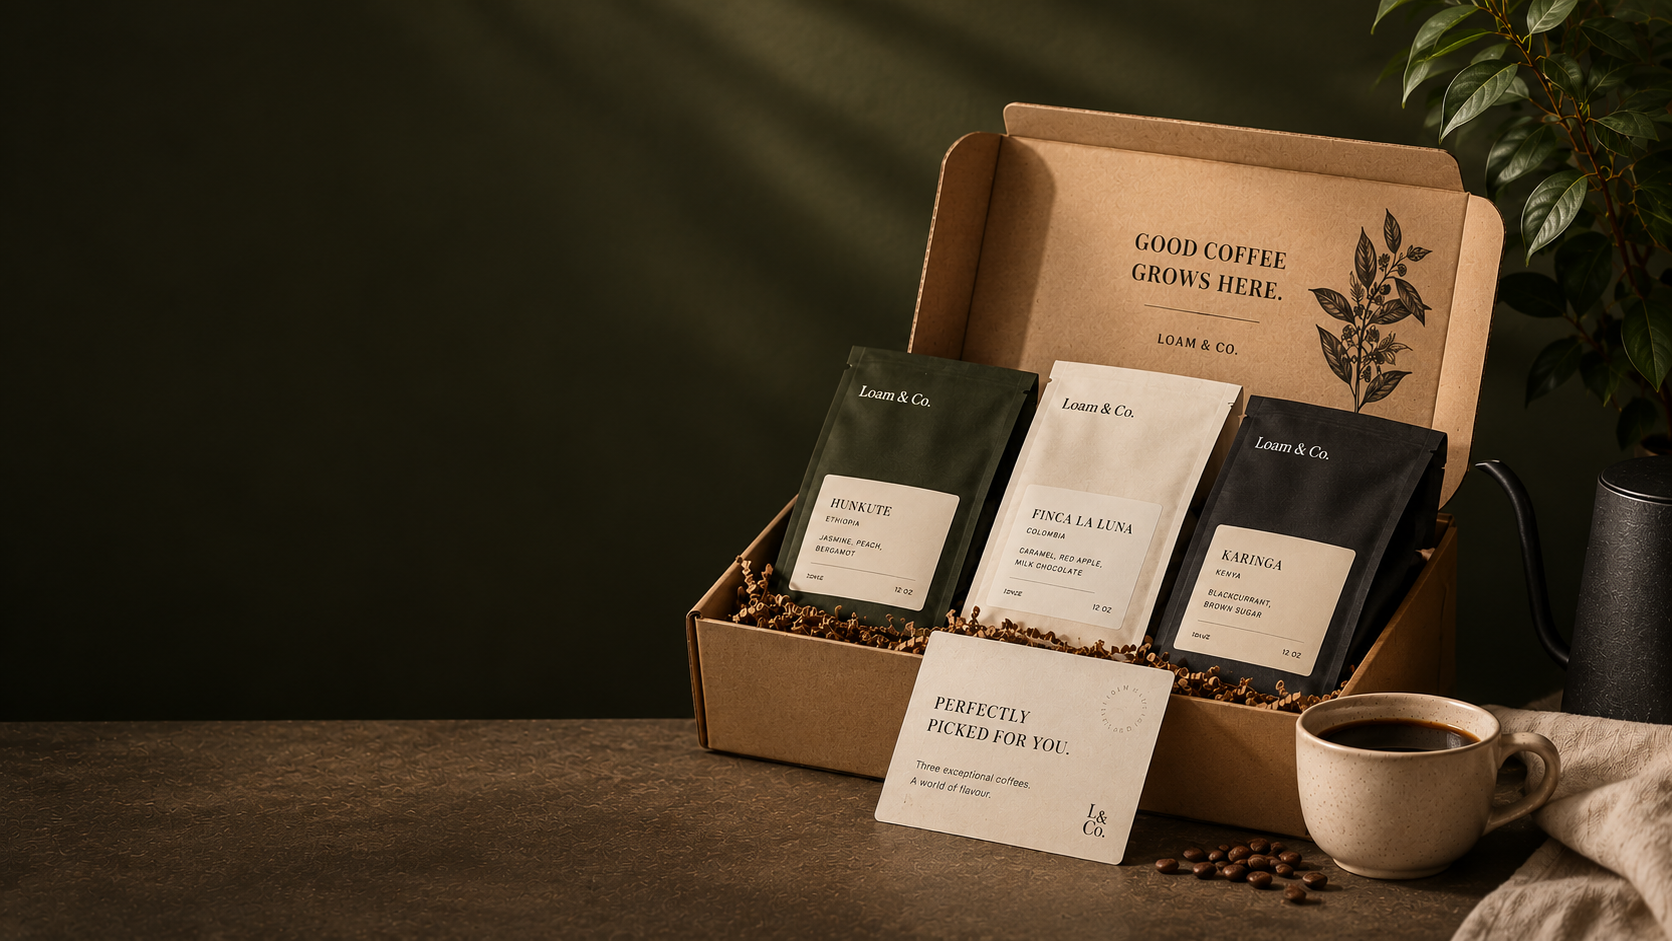 GOOD COFFEE
GROWS HERE.
LOAM & CO.
Loam & Co.
HUNKUTE
ETHIOPIA
JASMINE, PEACH,
BERGAMOT
12 OZ
Loam & Co.
FINCA LA LUNA
COLOMBIA
CARAMEL, RED APPLE,
MILK CHOCOLATE
12 OZ
Loam & Co.
KARINGA
KENYA
BLACKCURRANT,
BROWN SUGAR
12 OZ
PERFECTLY
PICKED FOR YOU.
Three exceptional coffees.
A world of flavour.
L&
Co.